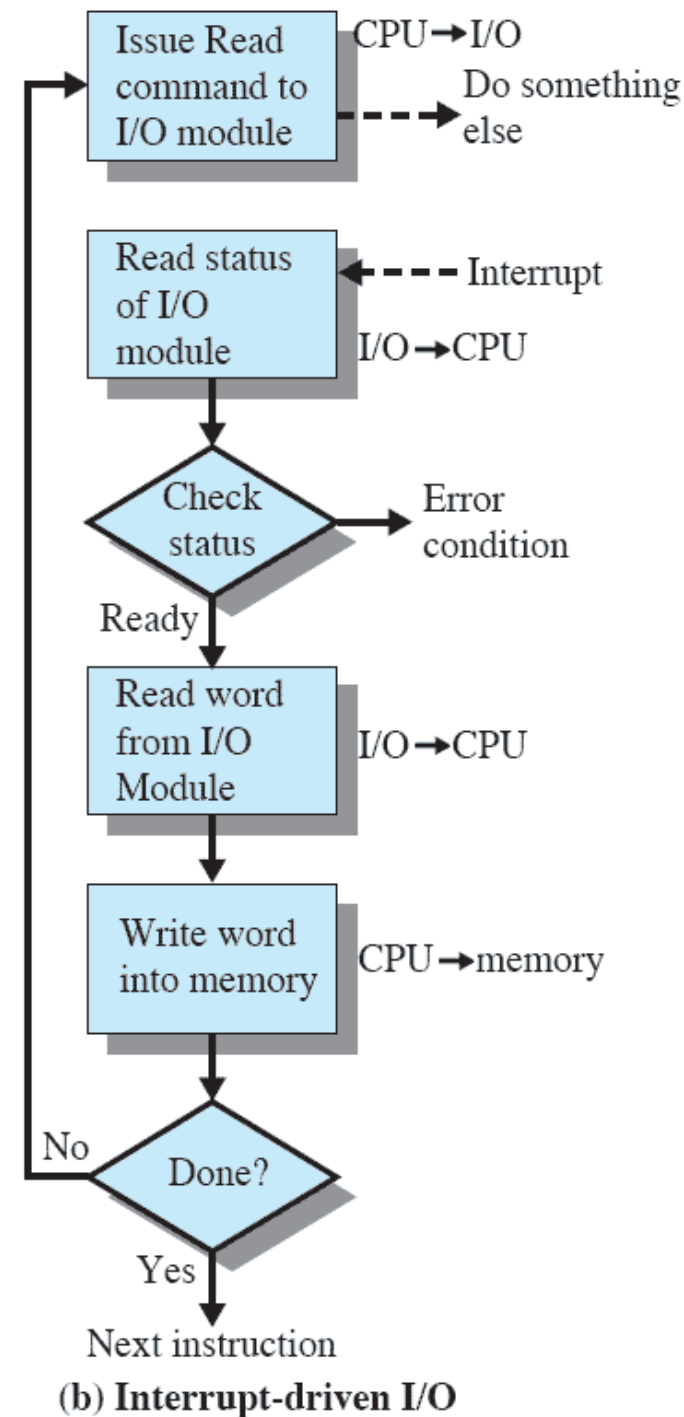 Issue Read
command to
I/O module
CPU→I/O
Do something
else
Read status
of I/O
module
Interrupt
I/O→CPU
Check
status
Error
condition
Ready
Read word
from I/O
Module
I/O→CPU
Write word
into memory
CPU→memory
No
Done?
Yes
Next instruction
(b) Interrupt-driven I/O